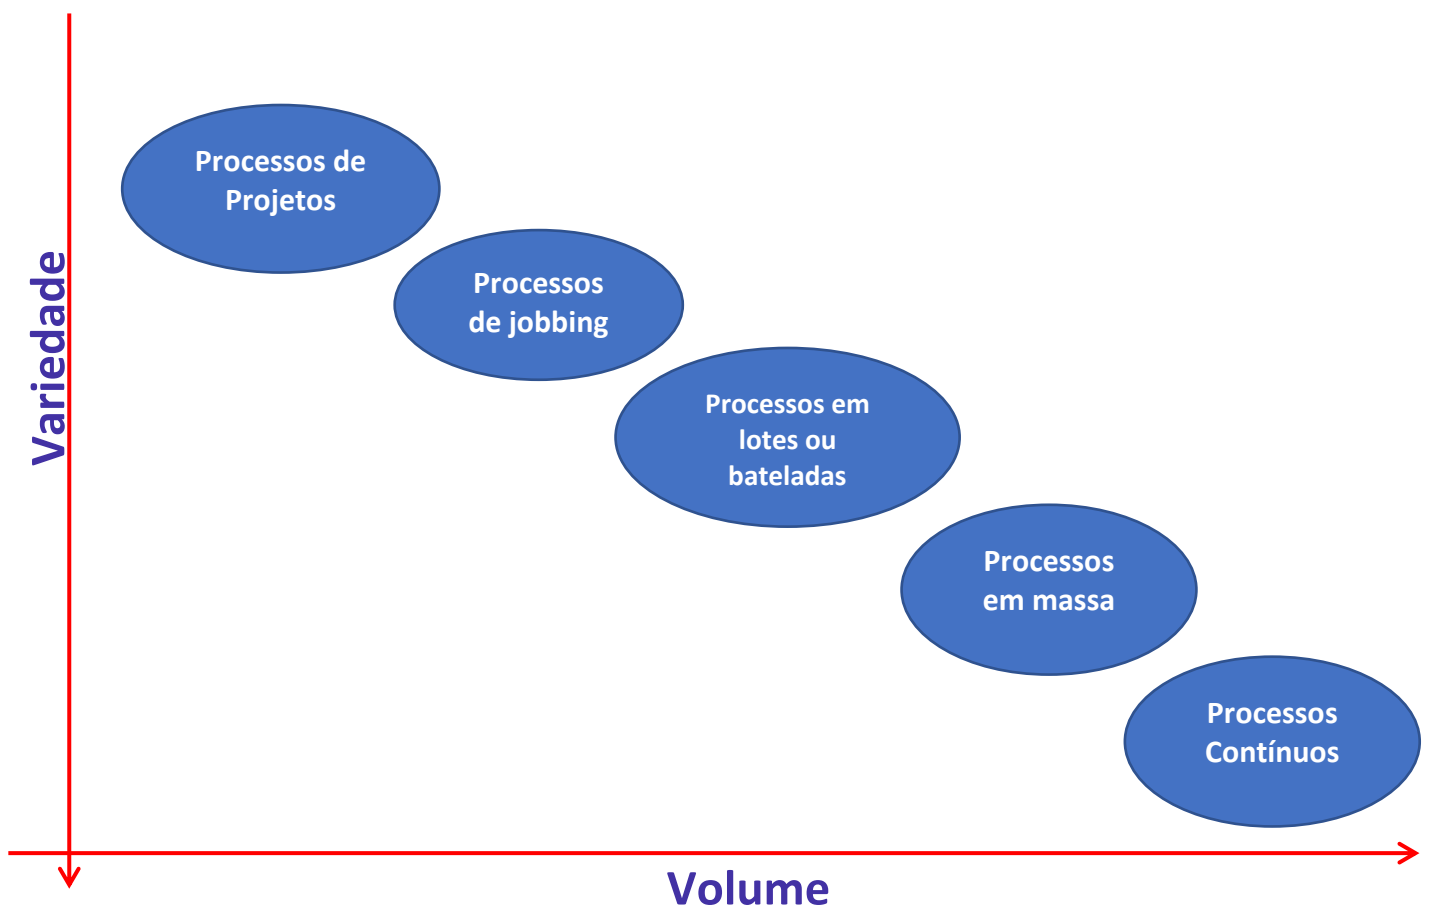 Processos de
Projetos
Processos
de jobbing
Processos em
lotes ou
bateladas
Processos
em massa
Processos
Contínuos
Variedade
Volume